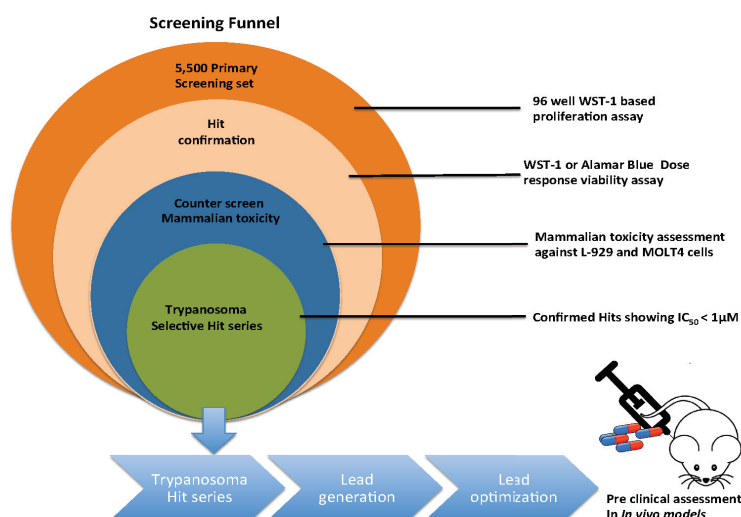 Screening Funnel
5,500 Primary
Screening set
96 well WST-1 based
proliferation assay
Hit
confirmation
WST-1 or Alamar Blue Dose
response viability assay
Counter screen
Mammalian toxicity
Mammalian toxicity assessment
against L-929 and MOLT4 cells
Trypanosoma
Selective Hit series
Confirmed Hits showing IC50 < 1µM
Trypanosoma
Hit series
Lead
generation
Lead
optimization
Pre clinical assessment
In In vivo models